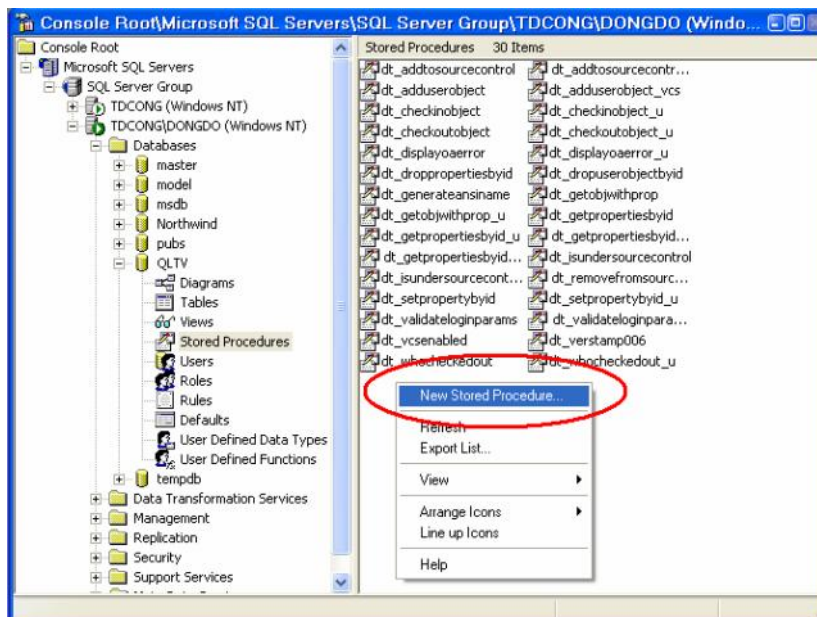 Console Root\Microsoft SQL Servers\SQL Server Group\TDCONG\DONGDO (Windo...
Console Root
Microsoft SQL Servers
SQL Server Group
TDCONG (Windows NT)
TDCONG\DONGDO (Windows NT)
Databases
master
model
msdb
Northwind
pubs
QLTV
Diagrams
Tables
Views
Stored Procedures
Users
Roles
Rules
Defaults
User Defined Data Types
User Defined Functions
tempdb
Data Transformation Services
Management
Replication
Security
Support Services
Stored Procedures 30 Items
dt_addtosourcecontrol dt_addtosourcecontr...
dt_adduserobject dt_adduserobject_vcs
dt_checkinobject dt_checkinobject_u
dt_checkoutobject dt_checkoutobject_u
dt_displayoaerror dt_displayoaerror_u
dt_droppropertiesbyid dt_dropuserobjectbyid
dt_generateansiname dt_getobjwithprop
dt_getobjwithprop_u dt_getpropertiesbyid
dt_getpropertiesbyid_u dt_getpropertiesbyid...
dt_getpropertiesbyid... dt_isundersourcecontrol
dt_isundersourcecont... dt_removefromsourc...
dt_setpropertybyid dt_setpropertybyid_u
dt_validateloginparams dt_validateloginpara...
dt_vcsenabled dt_verstamp006
dt_whocheckedout dt_whocheckedout_u
New Stored Procedure...
Refresh
Export List...
View
Arrange Icons
Line up Icons
Help